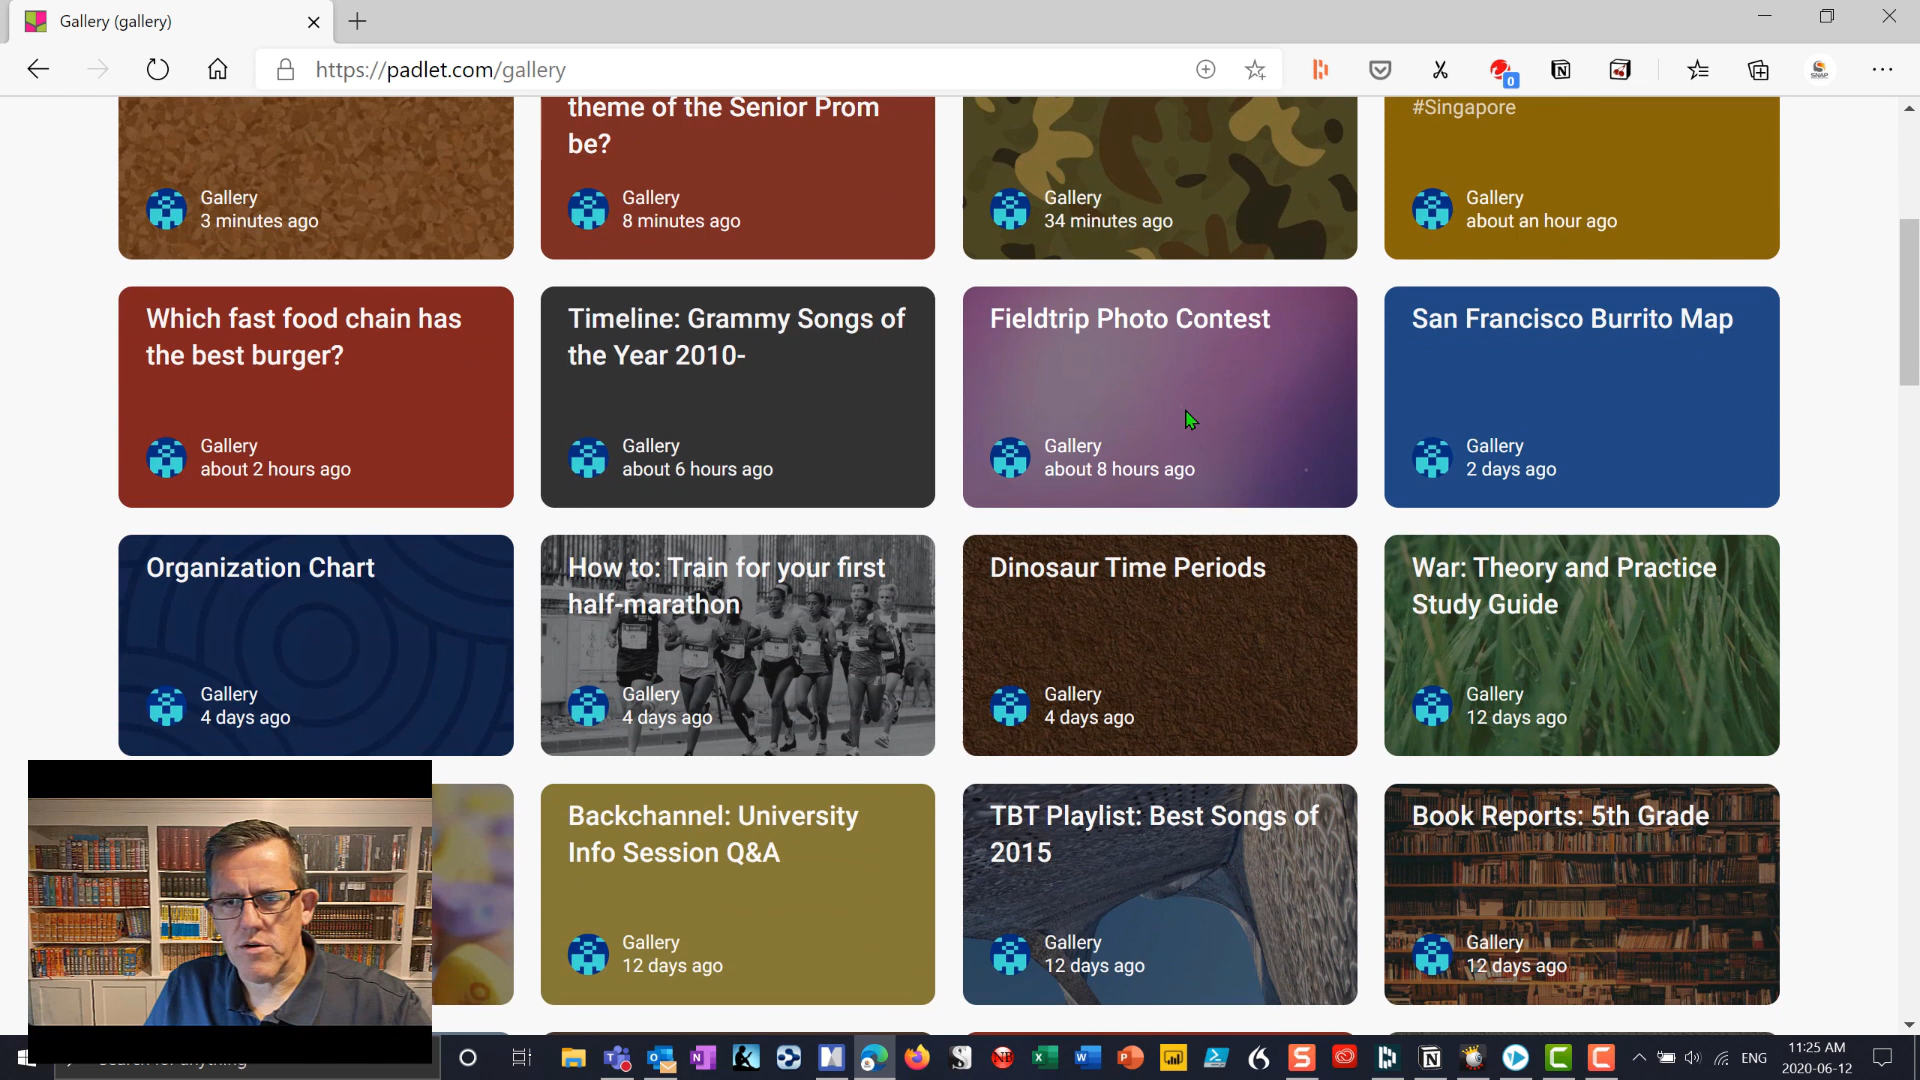 Gallery (gallery)
https://padlet.com/gallery
0
SNAP
theme of the Senior Prom
be?
#Singapore
Gallery
3 minutes ago
Gallery
8 minutes ago
Gallery
34 minutes ago
Gallery
about an hour ago
Which fast food chain has
the best burger?
Gallery
about 2 hours ago
Timeline: Grammy Songs of
the Year 2010-
Gallery
about 6 hours ago
Fieldtrip Photo Contest
Gallery
about 8 hours ago
San Francisco Burrito Map
Gallery
2 days ago
Organization Chart
Gallery
4 days ago
How to: Train for your first
half-marathon
Gallery
4 days ago
Dinosaur Time Periods
Gallery
4 days ago
War: Theory and Practice
Study Guide
Gallery
12 days ago
Backchannel: University
Info Session Q&A
Gallery
12 days ago
TBT Playlist: Best Songs of
2015
Gallery
12 days ago
Book Reports: 5th Grade
Gallery
12 days ago
ENG
11:25 AM
2020-06-12